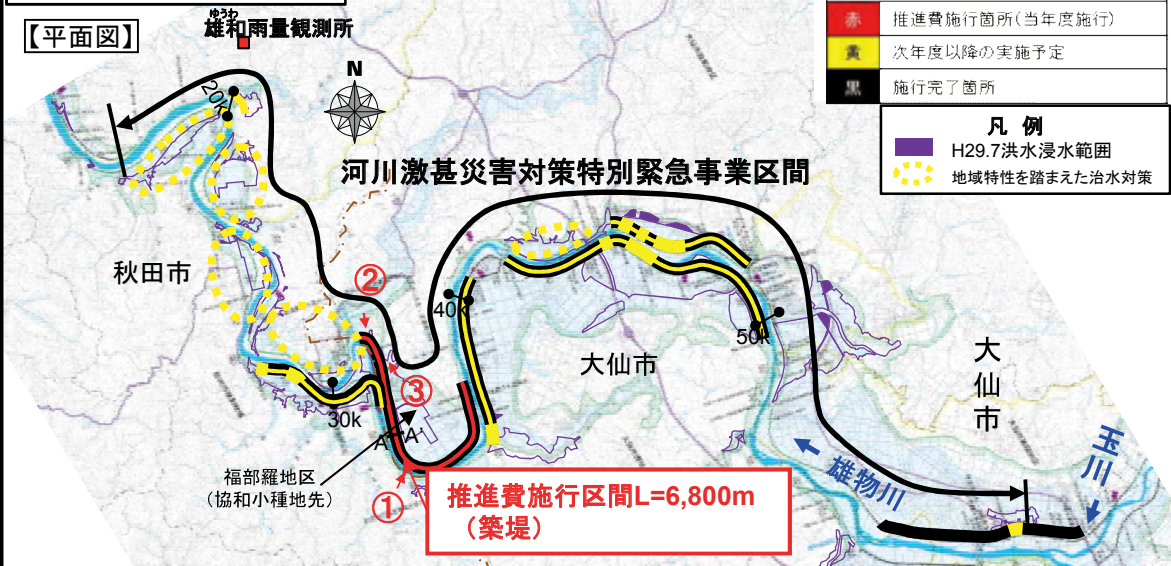 【平面図】
ゆうわ
雄和雨量観測所
N
赤 推進費施行箇所(当年度施行)
黄 次年度以降の実施予定
黒 施行完了箇所
凡 例
H29.7洪水浸水範囲
地域特性を踏まえた治水対策
20k
河川激甚災害対策特別緊急事業区間
秋田市
②
40k
50k
大仙市
大仙市
③
30k
A A'
玉川
雄物川
福部羅地区
(協和小種地先)
①
推進費施行区間L=6,800m
(築堤)